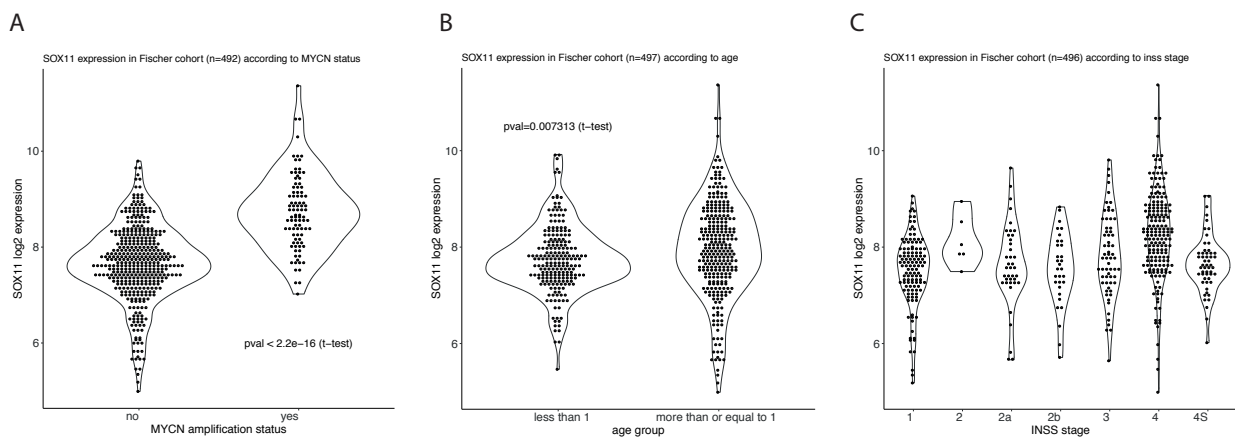 A
SOX11 expression in Fischer cohort (n=492) according to MYCN status
SOX11 log2 expression
10
8
6
pval < 2.2e−16 (t−test)
no
yes
MYCN amplification status
B
SOX11 expression in Fischer cohort (n=497) according to age
SOX11 log2 expression
10
8
6
pval=0.007313 (t−test)
less than 1
more than or equal to 1
age group
C
SOX11 expression in Fischer cohort (n=496) according to inss stage
SOX11 log2 expression
10
8
6
1
2
2a
2b
3
4
4S
INSS stage